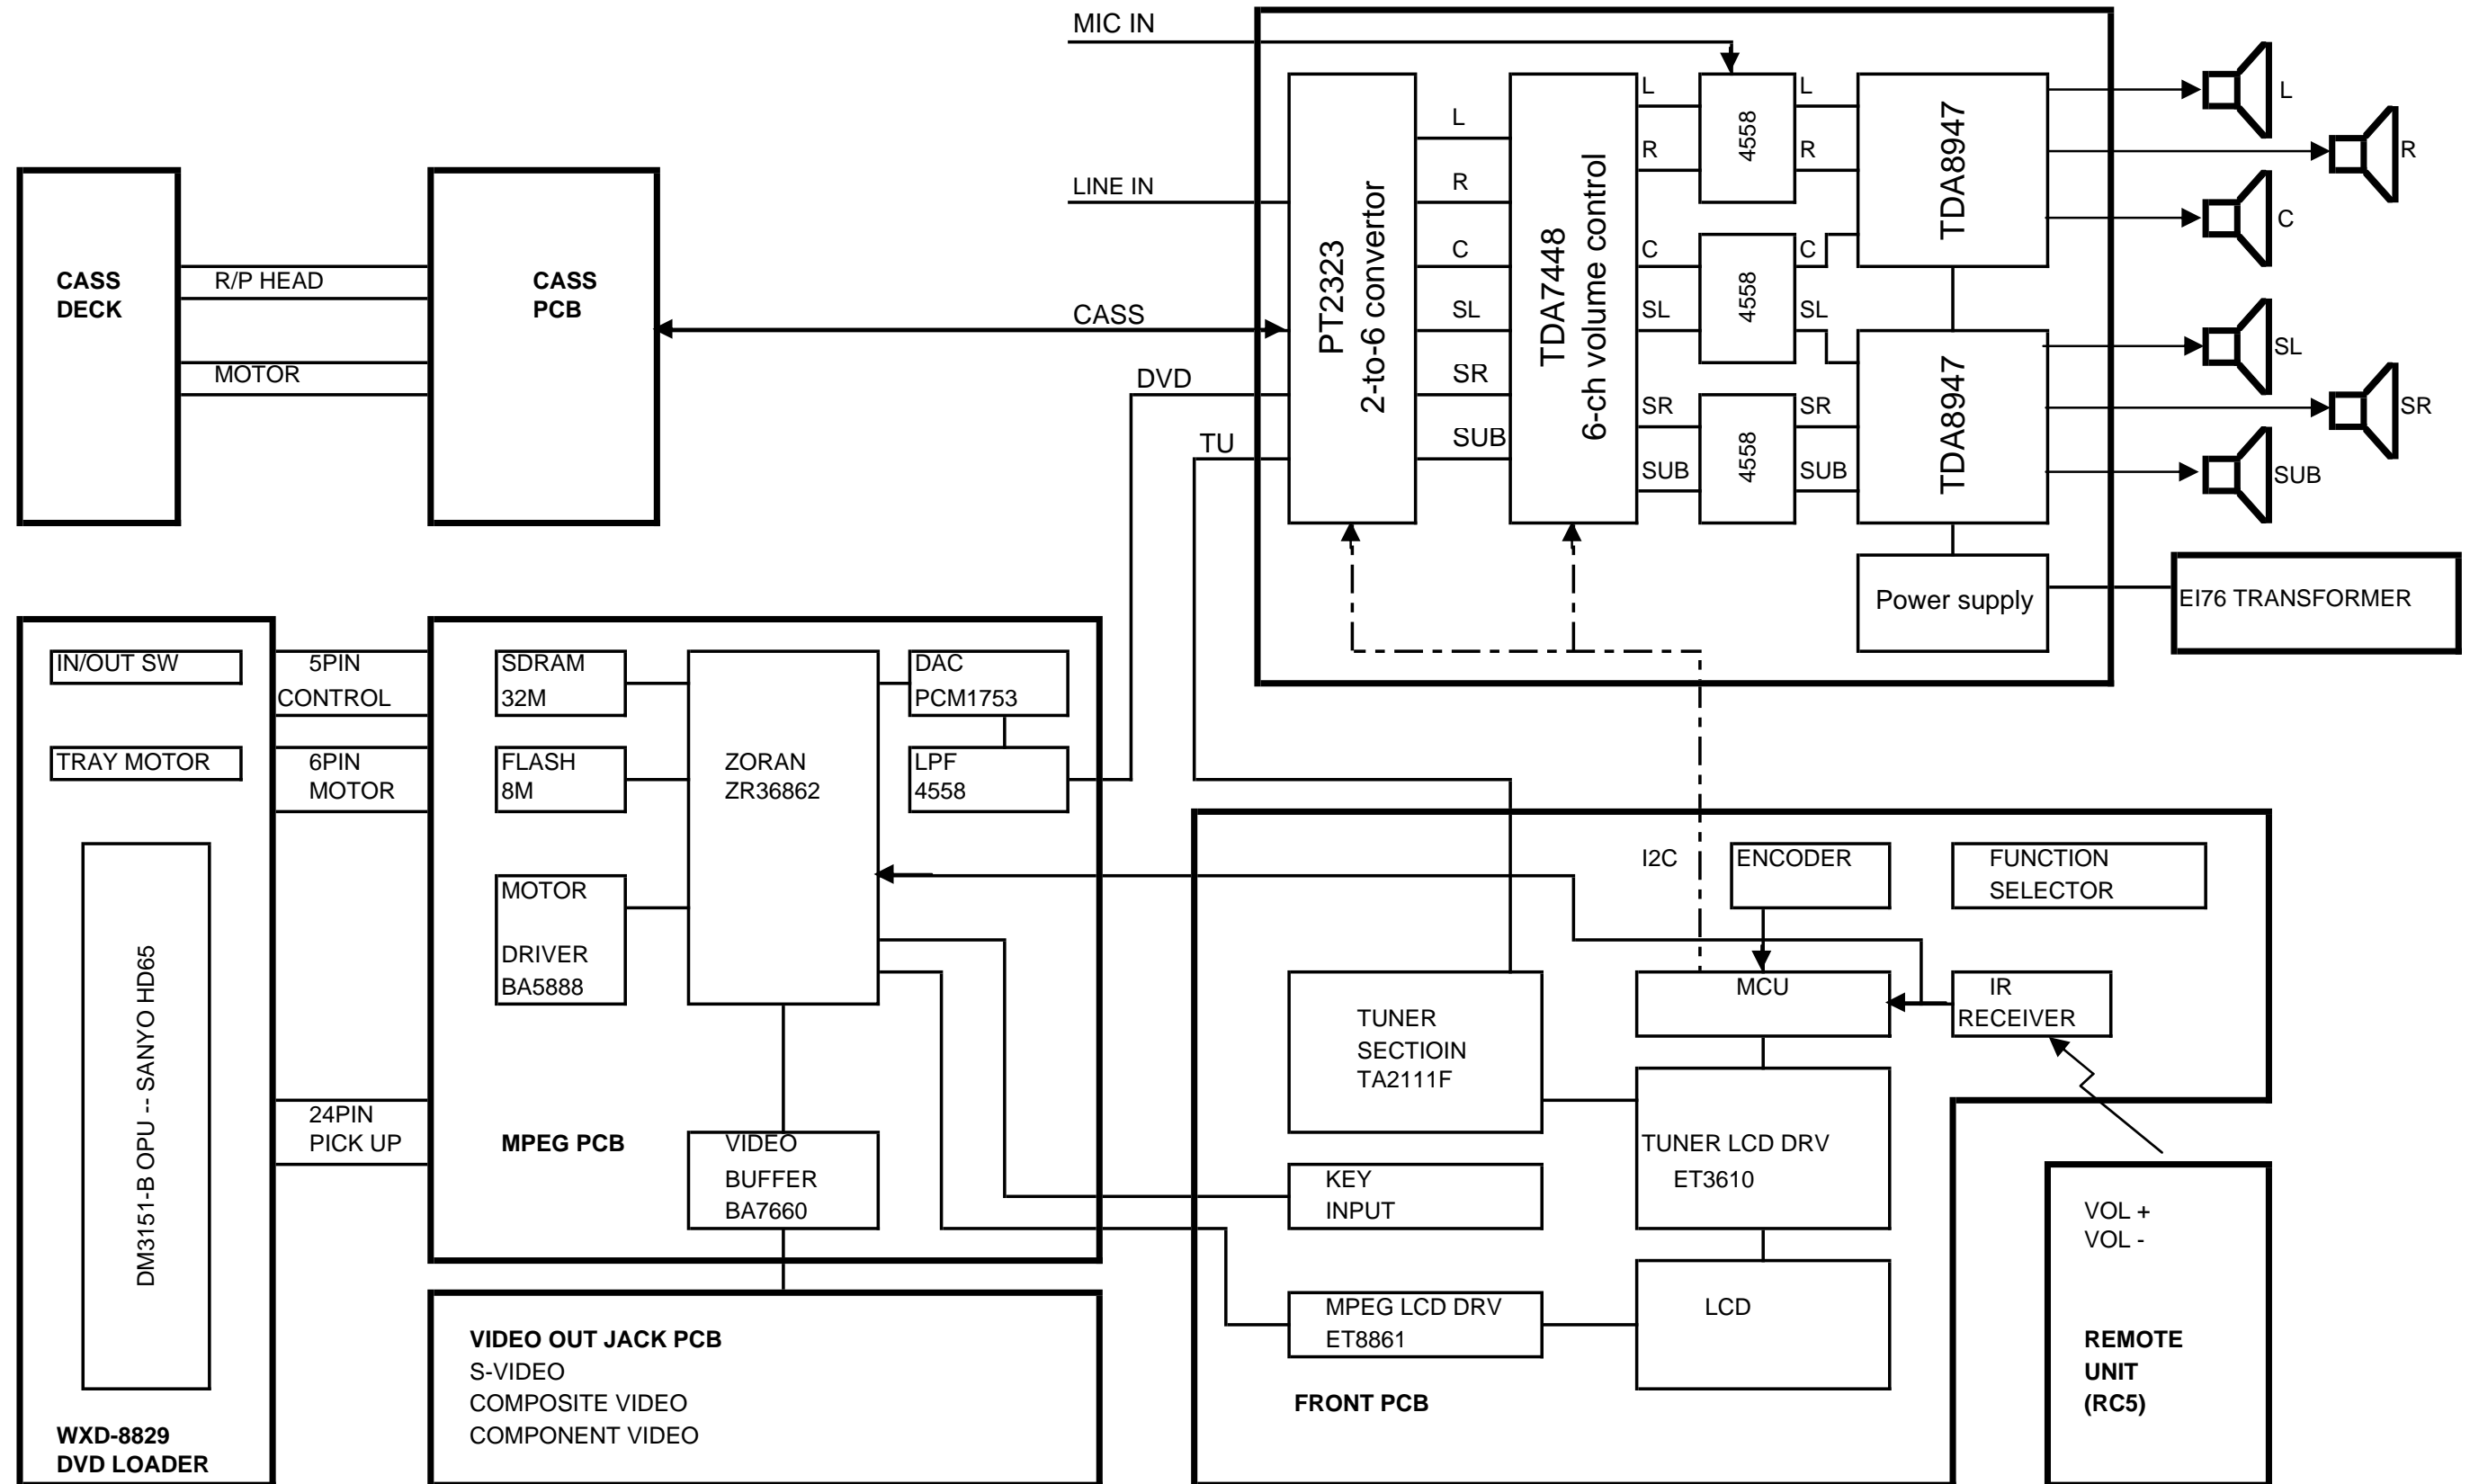 MIC IN
LINE IN
CASS
DVD
TU
CASS
DECK
R/P HEAD
MOTOR
CASS
PCB
PT2323
2-to-6 convertor
L
R
C
SL
SR
SUB
TDA7448
6-ch volume control
L
R
C
SL
SR
SUB
4558
4558
4558
L
R
C
SL
SR
SUB
TDA8947
TDA8947
L
R
C
SL
SR
SUB
Power supply
EI76 TRANSFORMER
IN/OUT SW
TRAY MOTOR
DM3151-B OPU -- SANYO HD65
WXD-8829
DVD LOADER
5PIN
CONTROL
6PIN
MOTOR
24PIN
PICK UP
SDRAM
32M
FLASH
8M
MOTOR
DRIVER
BA5888
ZORAN
ZR36862
DAC
PCM1753
LPF
4558
MPEG PCB
VIDEO
BUFFER
BA7660
VIDEO OUT JACK PCB
S-VIDEO
COMPOSITE VIDEO
COMPONENT VIDEO
I2C
ENCODER
FUNCTION
SELECTOR
TUNER
SECTIOIN
TA2111F
MCU
IR
RECEIVER
TUNER LCD DRV
ET3610
KEY
INPUT
MPEG LCD DRV
ET8861
LCD
FRONT PCB
VOL +
VOL -
REMOTE
UNIT
(RC5)